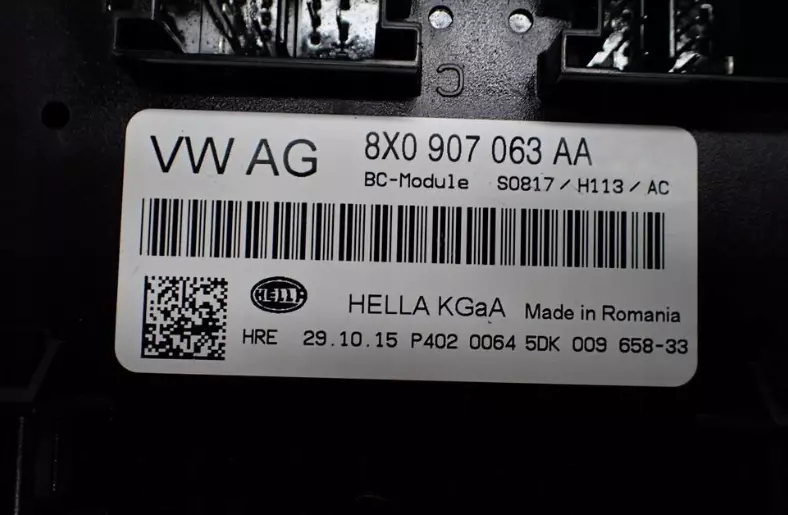 C
VW AG 8X0 907 063 AA
BC-Module S0817/H113/AC
HELLA HELLA KGaA Made in Romania
HRE 29.10.15 P402 0064 5DK 009 658-33